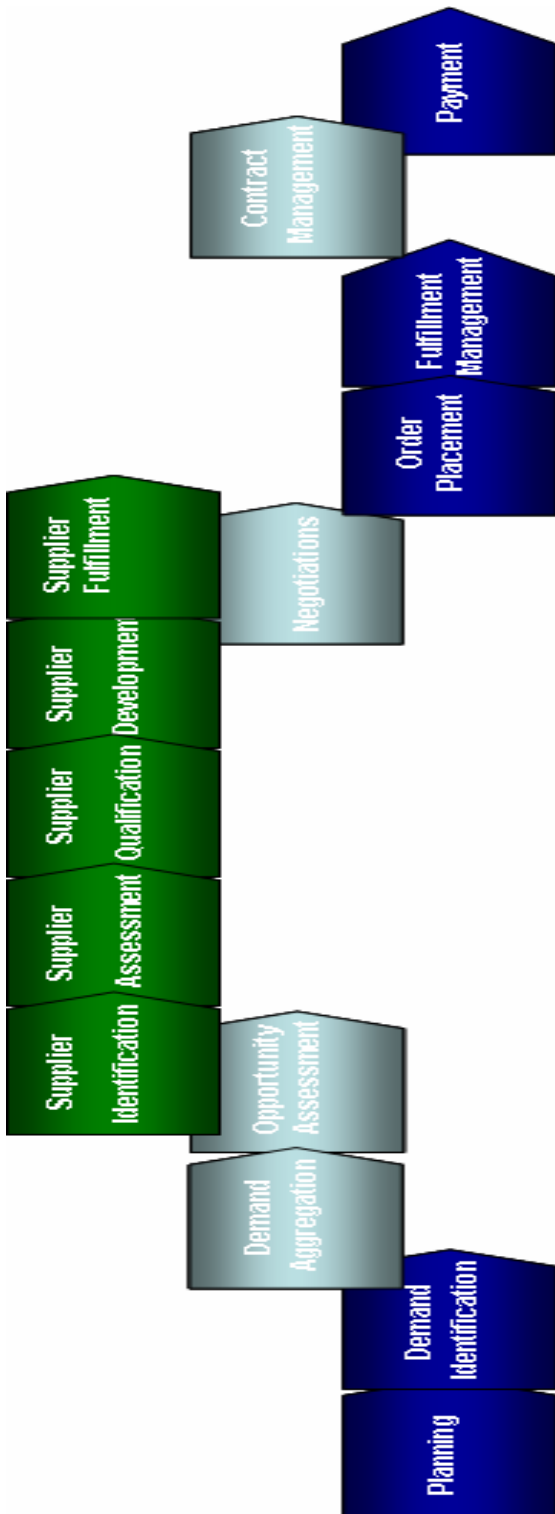 Supplier
Identification
Supplier
Assessment
Supplier
Qualification
Supplier
Development
Supplier
Fulfillment
Demand
Aggregation
Opportunity
Assessment
Negotiations
Contract
Management
Planning
Demand
Identification
Order
Placement
Fulfillment
Management
Payment